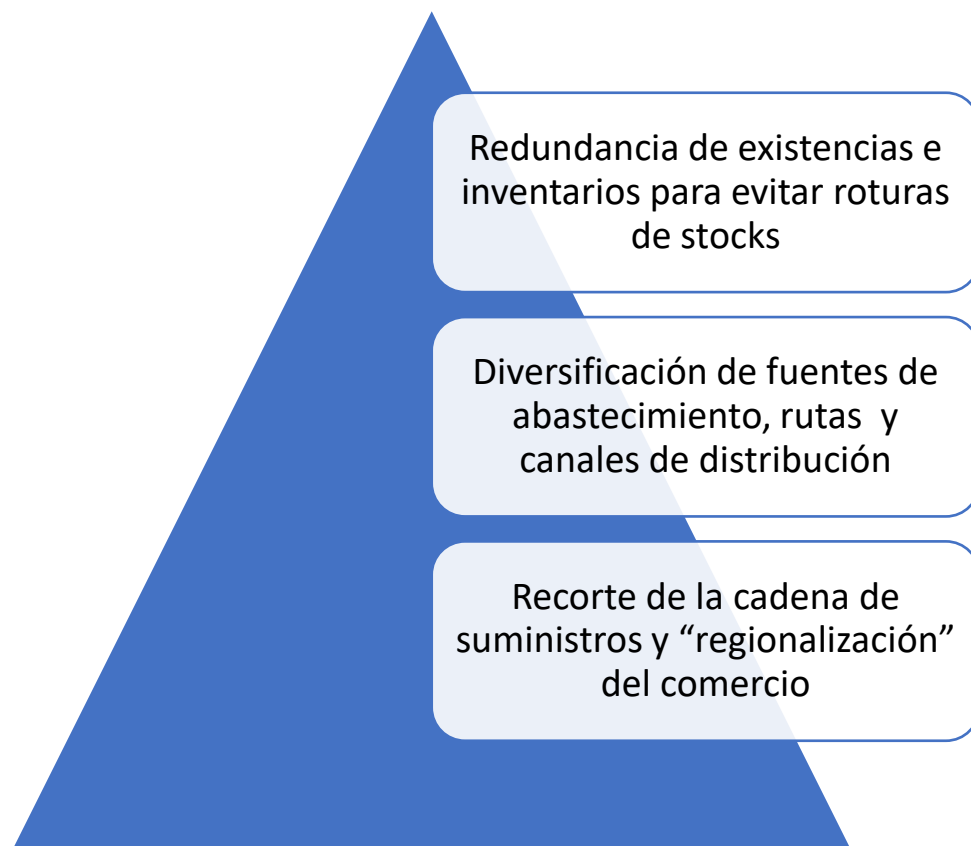 Redundancia de existencias e
inventarios para evitar roturas
de stocks
Diversificación de fuentes de
abastecimiento, rutas  y
canales de distribución
Recorte de la cadena de
suministros y “regionalización”
del comercio